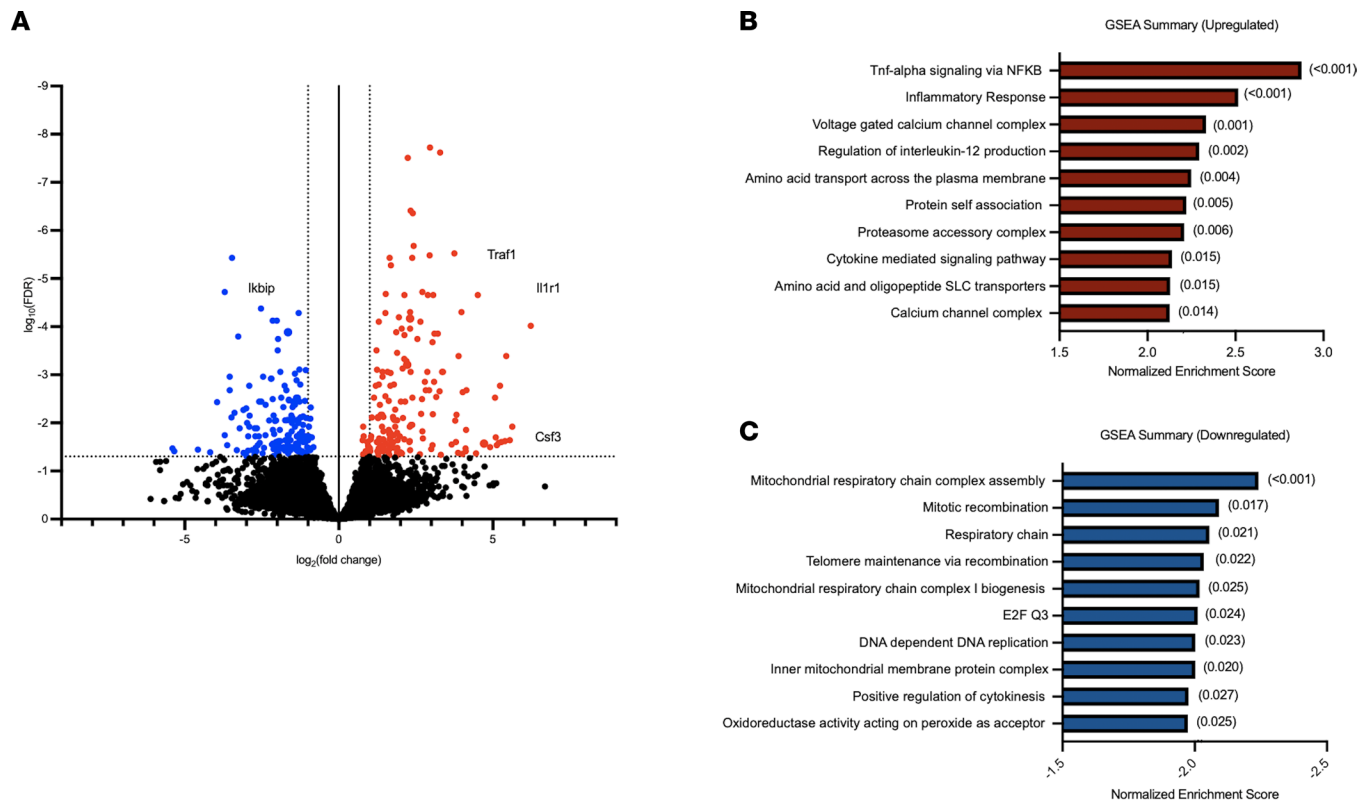 A
-9
-8
-7
-6
-5
-4
-3
-2
-1
0
log10(FDR)
Ikbip
Traf1
Il1r1
Csf3
-5
0
5
log2(fold change)
B
GSEA Summary (Upregulated)
Tnf-alpha signaling via NFKB (<0.001)
Inflammatory Response (<0.001)
Voltage gated calcium channel complex (0.001)
Regulation of interleukin-12 production (0.002)
Amino acid transport across the plasma membrane (0.004)
Protein self association (0.005)
Proteasome accessory complex (0.006)
Cytokine mediated signaling pathway (0.015)
Amino acid and oligopeptide SLC transporters (0.015)
Calcium channel complex (0.014)
1.5 2.0 2.5 3.0
Normalized Enrichment Score
C
GSEA Summary (Downregulated)
Mitochondrial respiratory chain complex assembly (<0.001)
Mitotic recombination (0.017)
Respiratory chain (0.021)
Telomere maintenance via recombination (0.022)
Mitochondrial respiratory chain complex I biogenesis (0.025)
E2F Q3 (0.024)
DNA dependent DNA replication (0.023)
Inner mitochondrial membrane protein complex (0.020)
Positive regulation of cytokinesis (0.027)
Oxidoreductase activity acting on peroxide as acceptor (0.025)
-1.5 -2.0 -2.5
Normalized Enrichment Score